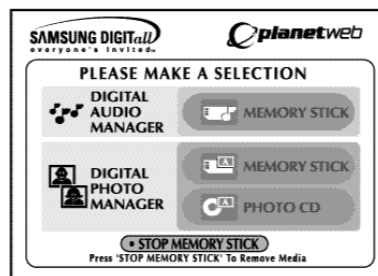 SAMSUNG DIGITall
everyone's invited™
planetweb
PLEASE MAKE A SELECTION
DIGITAL
AUDIO
MANAGER
MEMORY STICK
DIGITAL
PHOTO
MANAGER
MEMORY STICK
PHOTO CD
• STOP MEMORY STICK
Press 'STOP MEMORY STICK' To Remove Media